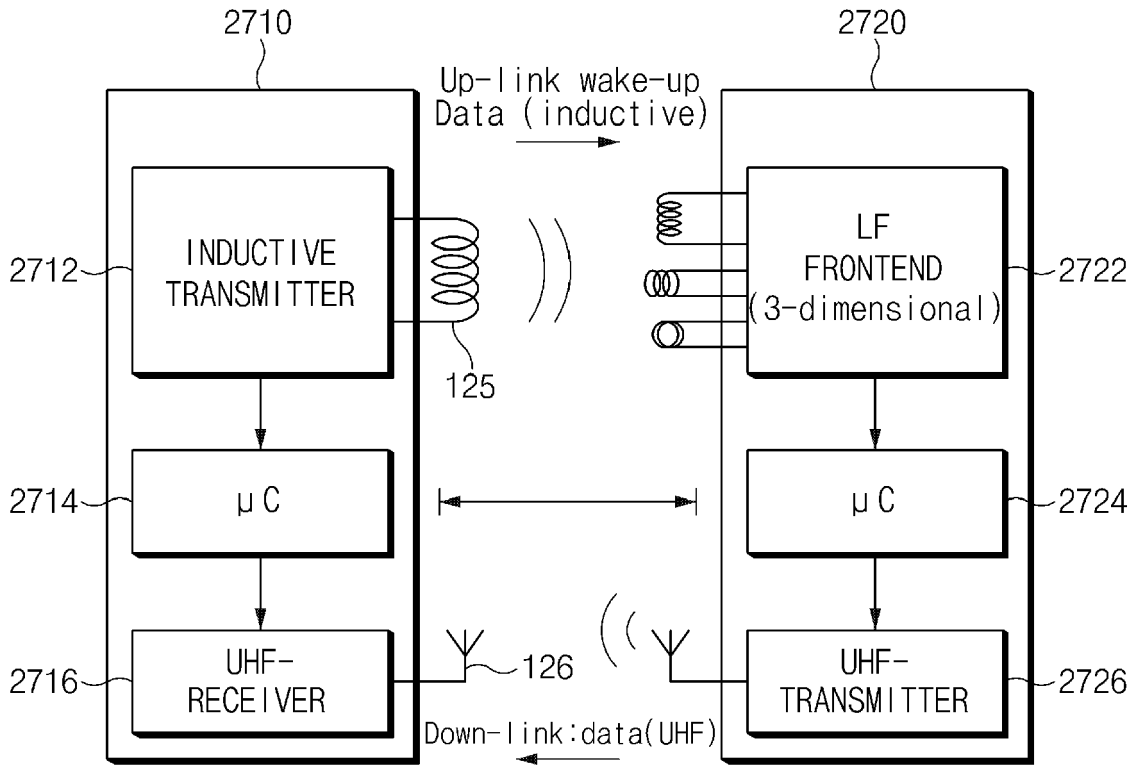 2710
2720
Up-link wake-up
Data (inductive)
INDUCTIVE
TRANSMITTER
2712
LF
FRONTEND
(3-dimensional)
2722
125
2714
μC
μC
2724
2716
UHF-
RECEIVER
126
UHF-
TRANSMITTER
2726
Down-link:data(UHF)